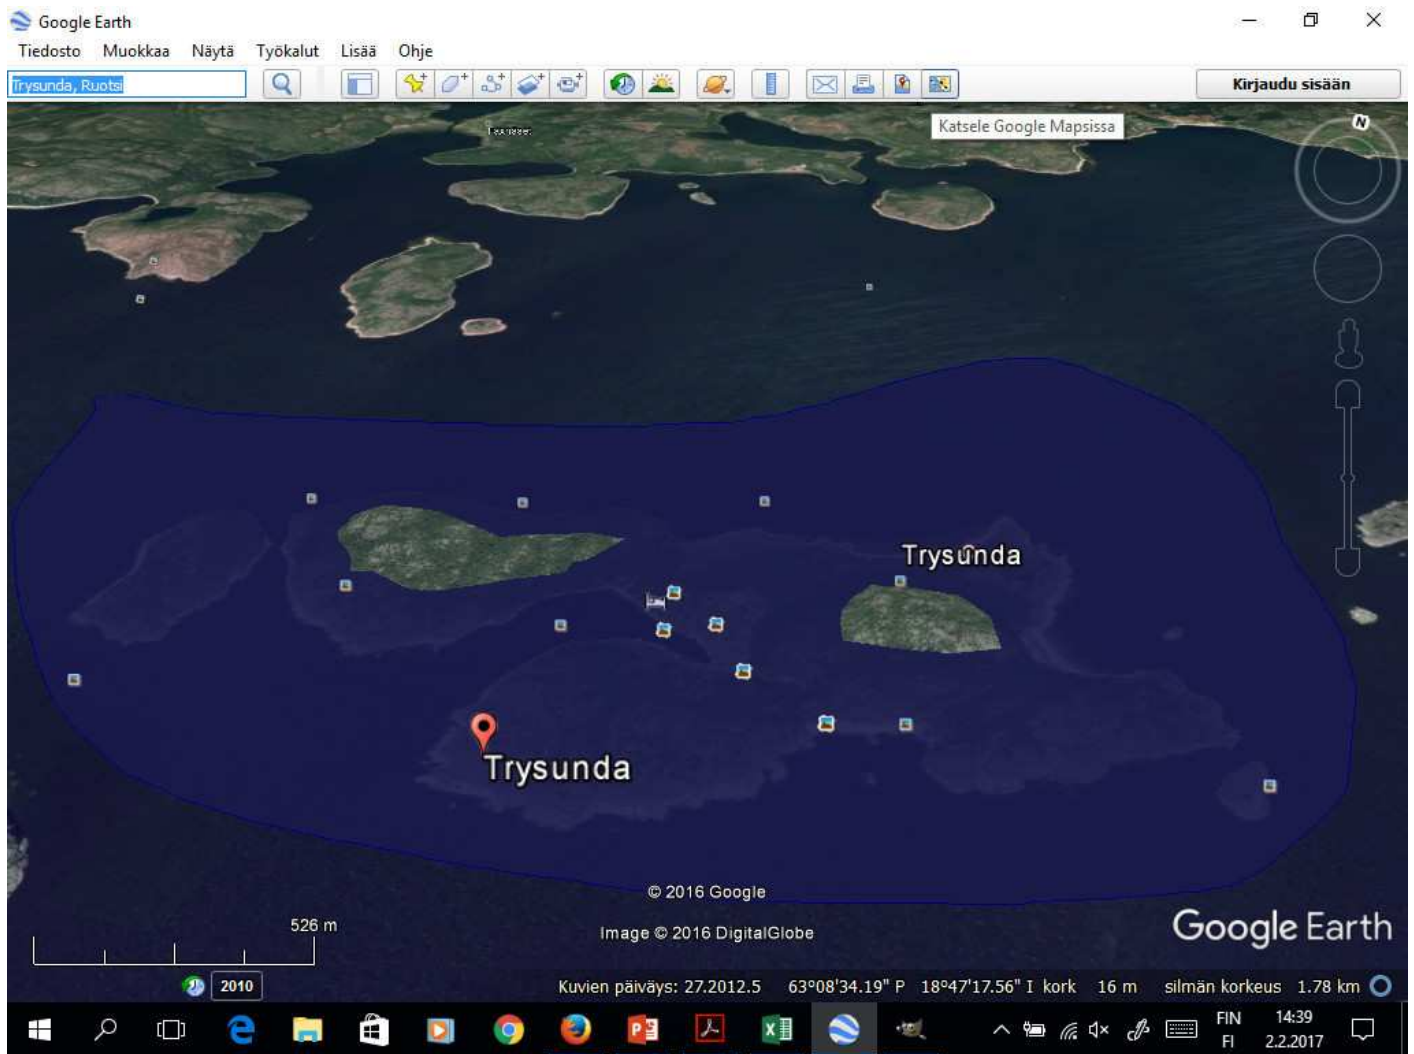 Google Earth
Tiedosto Muokkaa Näytä Työkalut Lisää Ohje
Trysunda, Ruotsi
Kirjaudu sisään
Katsele Google Mapsissa
N
Trysunda
Trysunda
© 2016 Google
526 m
Image © 2016 DigitalGlobe
Google Earth
2010
Kuvien päiväys: 27.2012.5 63°08'34.19" P 18°47'17.56" I kork 16 m silmän korkeus 1.78 km
FIN 14:39
FI 2.2.2017